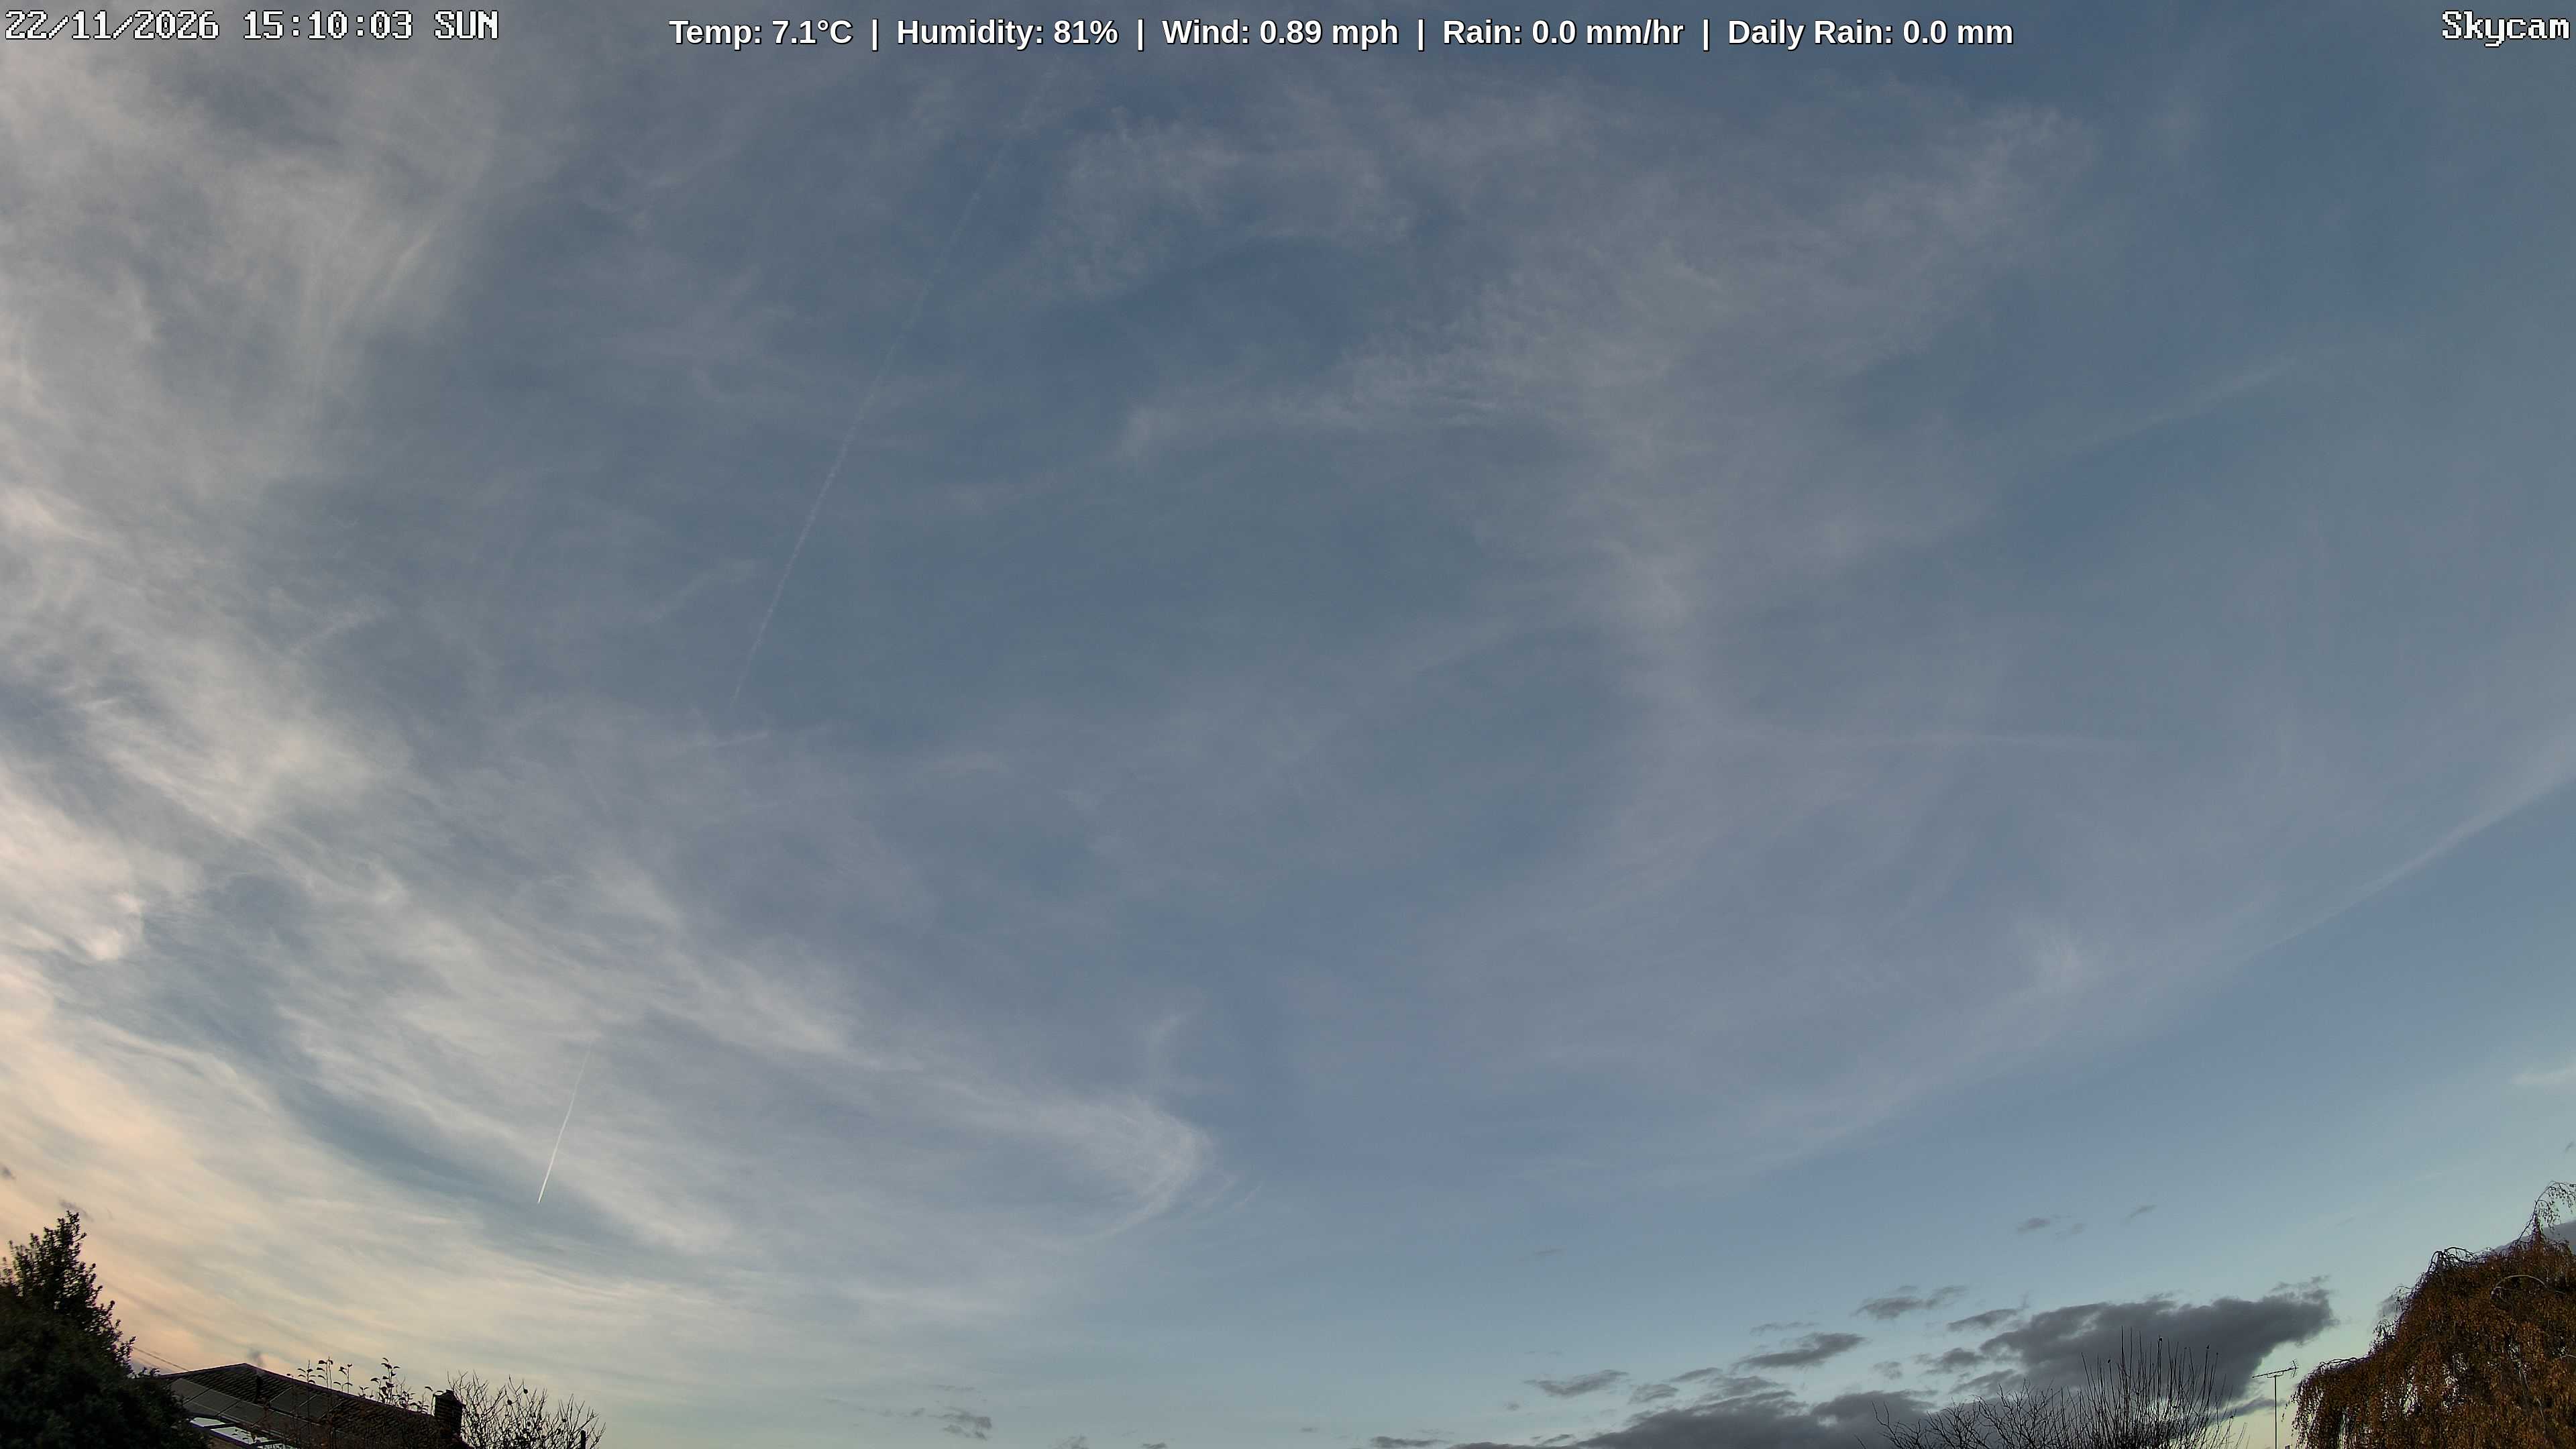 22/11/2026 15:10:03 SUN
Temp: 7.1°C | Humidity: 81% | Wind: 0.89 mph | Rain: 0.0 mm/hr | Daily Rain: 0.0 mm
Skycam